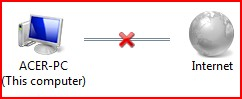 ACER-PC
(This computer)
Internet